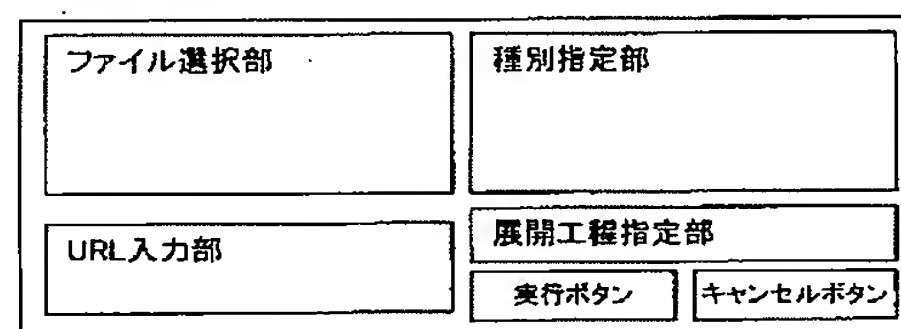 ファイル選択部
種別指定部
URL入力部
展開工程指定部
実行ボタン
キャンセルボタン